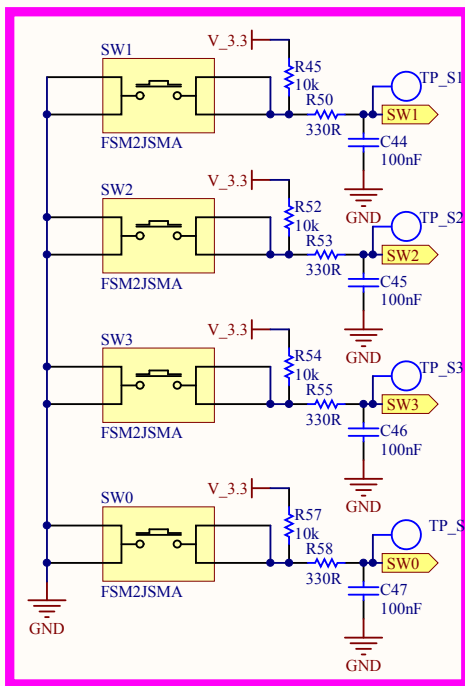 V_3.3
SW1
R45
10k
TP_S1
R50
SW1
330R
FSM2JSMA
C44
100nF
GND
V_3.3
SW2
R52
10k
TP_S2
R53
SW2
330R
FSM2JSMA
C45
100nF
GND
V_3.3
SW3
R54
10k
TP_S3
R55
SW3
330R
FSM2JSMA
C46
100nF
GND
V_3.3
SW0
R57
10k
TP_S
R58
SW0
330R
FSM2JSMA
C47
100nF
GND
GND